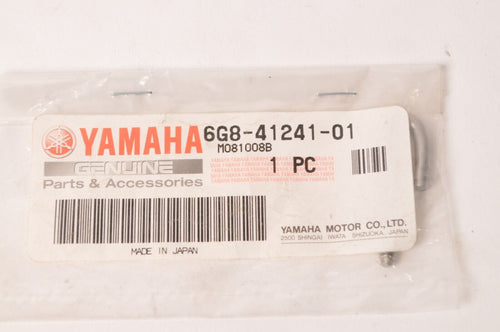 YAMAHA 6G8-41241-01
M081008B
GENUINE
1 PC
Parts & Accessories
YAMAHA MOTOR CO., LTD.
2500 SHINGAI, IWATA SHIZUOKA, JAPAN
MADE IN JAPAN